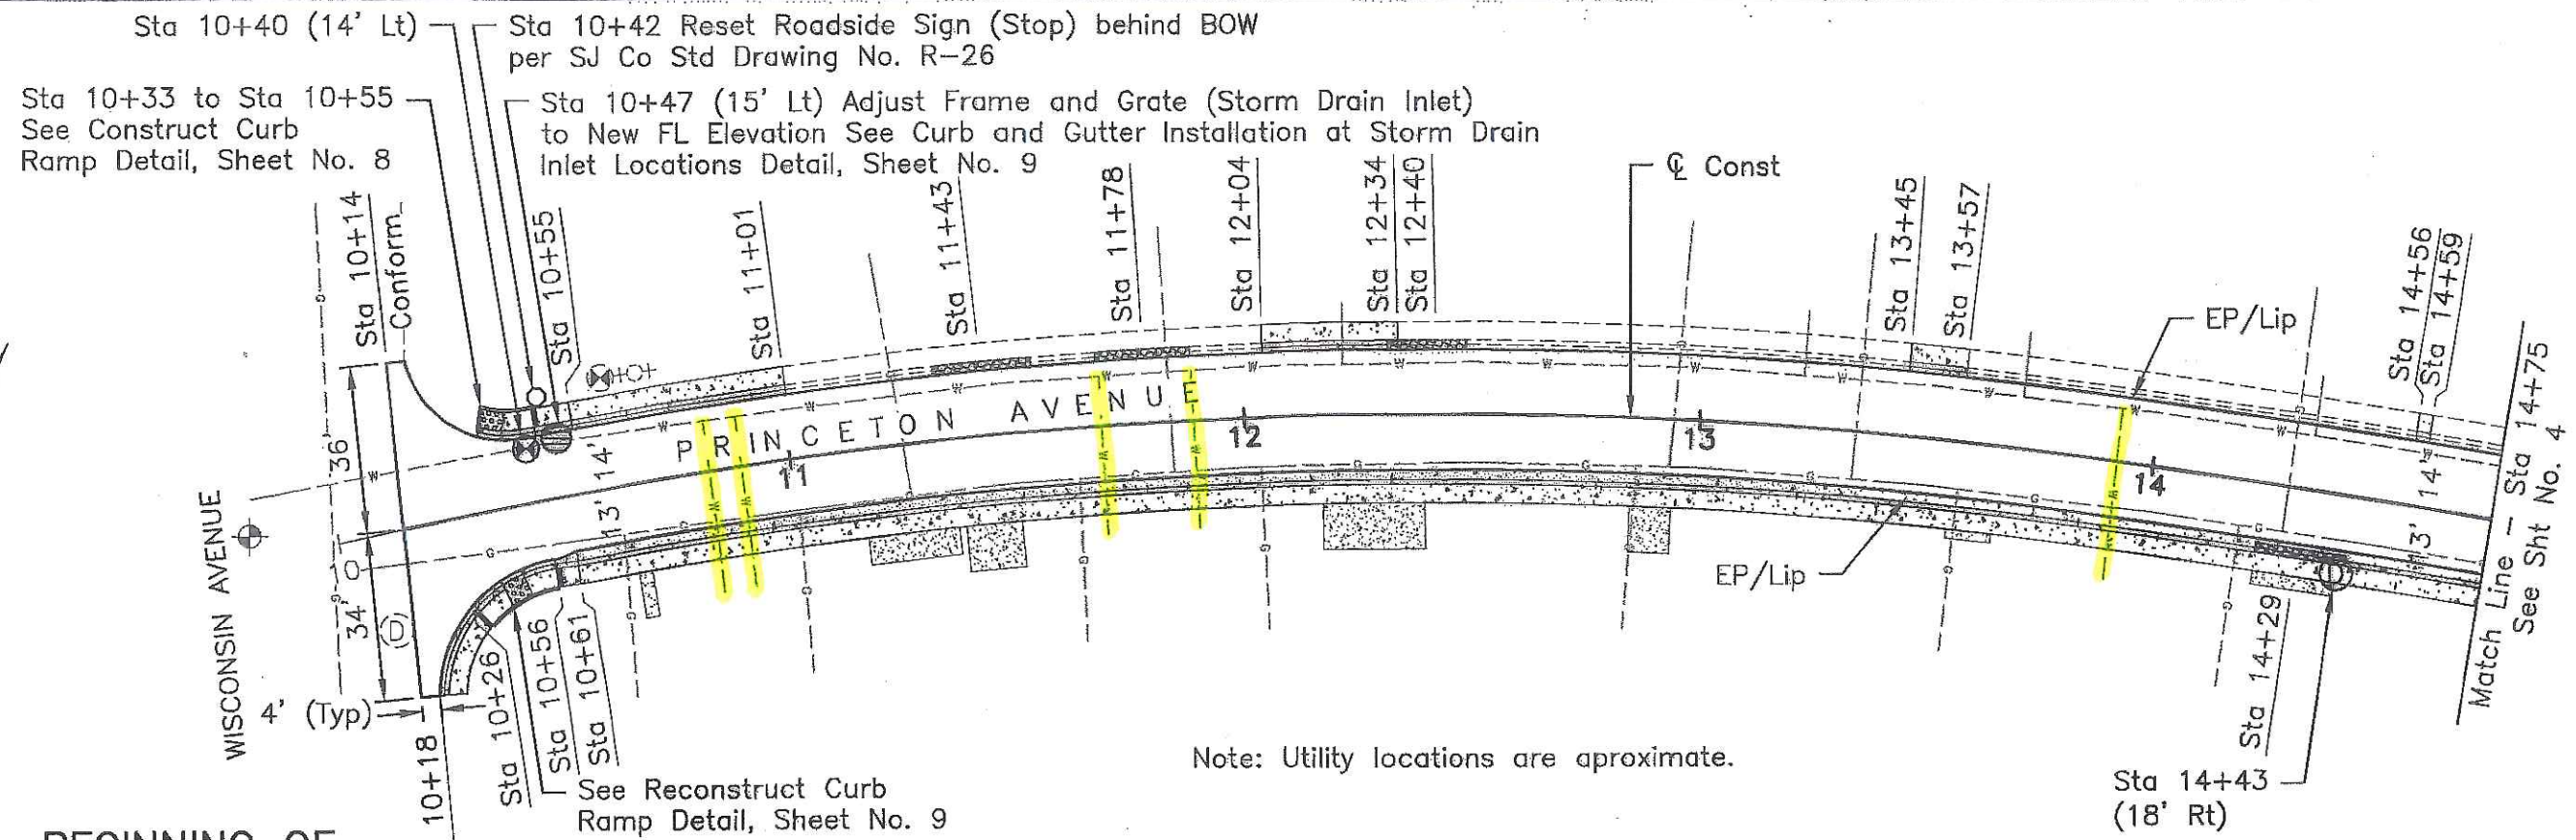 Sta 10+40 (14' Lt)
Sta 10+42 Reset Roadside Sign (Stop) behind BOW
per SJ Co Std Drawing No. R-26
Sta 10+33 to Sta 10+55
See Construct Curb
Ramp Detail, Sheet No. 8
Sta 10+47 (15' Lt) Adjust Frame and Grate (Storm Drain Inlet)
to New FL Elevation See Curb and Gutter Installation at Storm Drain
Inlet Locations Detail, Sheet No. 9
Sta 10+14
Conform
Sta 10+55
Sta 11+01
Sta 11+43
Sta 11+78
Sta 12+04
Sta 12+34
Sta 12+40
℄ Const
Sta 13+45
Sta 13+57
EP/Lip
Sta 14+56
Sta 14+59
Match Line - Sta 14+75
See Sht No. 4
PRINCETON AVENUE
11
12
13
14
36'
34'
14'
13'
14'
13'
WISCONSIN AVENUE
D
D
4' (Typ)
10+18
Sta 10+26
Sta 10+56
Sta 10+61
EP/Lip
Sta 14+29
See Reconstruct Curb
Ramp Detail, Sheet No. 9
Note: Utility locations are aproximate.
Sta 14+43
(18' Rt)
BEGINNING OF